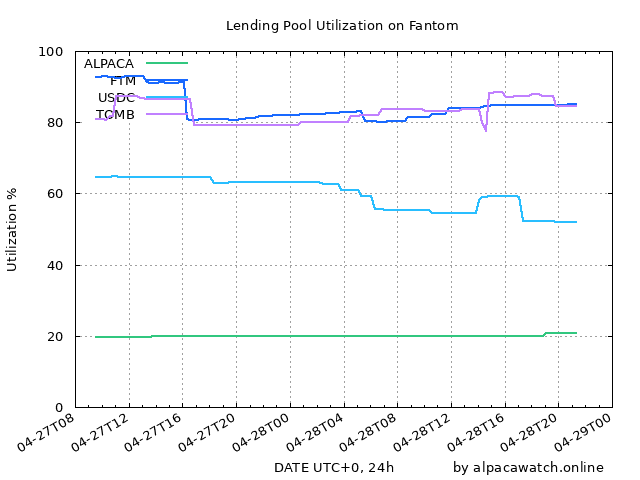 Lending Pool Utilization on Fantom
100
80
60
40
20
0
Utilization %
ALPACA
FTM
USDC
TOMB
04-27T08
04-27T12
04-27T16
04-27T20
04-28T00
04-28T04
04-28T08
04-28T12
04-28T16
04-28T20
04-29T00
DATE UTC+0, 24h
by alpacawatch.online